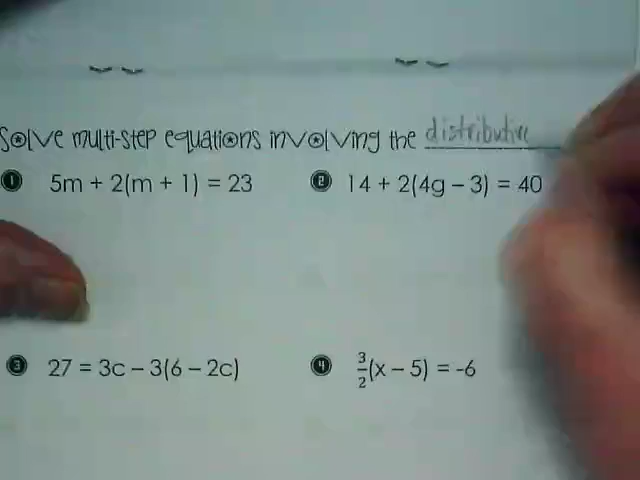 Solve multi-step equations involving the distributive
1 5m + 2(m + 1) = 23
2 14 + 2(4g – 3) = 40
3 27 = 3c – 3(6 – 2c)
4 3/2(x – 5) = -6